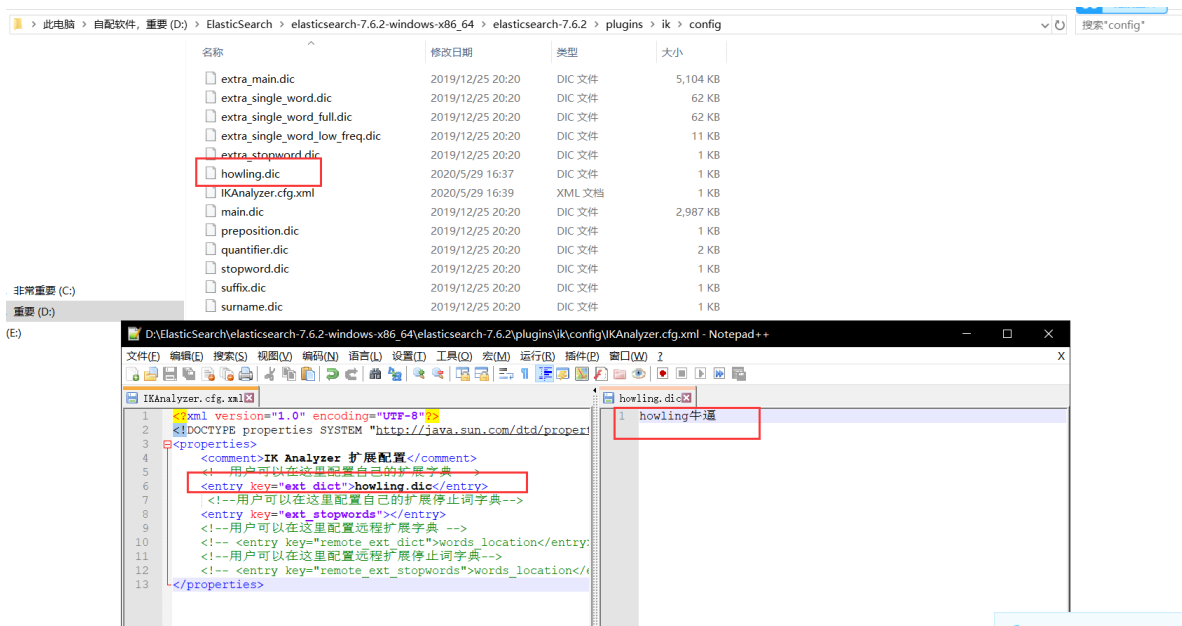 此电脑 > 自配软件，重要 (D:) > ElasticSearch > elasticsearch-7.6.2-windows-x86_64 > elasticsearch-7.6.2 > plugins > ik > config
搜索"config"
名称 修改日期 类型 大小
extra_main.dic 2019/12/25 20:20 DIC 文件 5,104 KB
extra_single_word.dic 2019/12/25 20:20 DIC 文件 62 KB
extra_single_word_full.dic 2019/12/25 20:20 DIC 文件 62 KB
extra_single_word_low_freq.dic 2019/12/25 20:20 DIC 文件 11 KB
extra_stopword.dic 2019/12/25 20:20 DIC 文件 1 KB
howling.dic 2020/5/29 16:37 DIC 文件 1 KB
IKAnalyzer.cfg.xml 2020/5/29 16:39 XML 文档 1 KB
main.dic 2019/12/25 20:20 DIC 文件 2,987 KB
preposition.dic 2019/12/25 20:20 DIC 文件 1 KB
quantifier.dic 2019/12/25 20:20 DIC 文件 2 KB
stopword.dic 2019/12/25 20:20 DIC 文件 1 KB
suffix.dic 2019/12/25 20:20 DIC 文件 1 KB
surname.dic 2019/12/25 20:20 DIC 文件 1 KB
非常重要 (C:)
重要 (D:)
(E:)
D:\ElasticSearch\elasticsearch-7.6.2-windows-x86_64\elasticsearch-7.6.2\plugins\ik\config\IKAnalyzer.cfg.xml - Notepad++
文件(F) 编辑(E) 搜索(S) 视图(V) 编码(N) 语言(L) 设置(T) 工具(O) 宏(M) 运行(R) 插件(P) 窗口(W) ? X
IKAnalyzer.cfg.xml
1 <?xml version="1.0" encoding="UTF-8"?>
2 <!DOCTYPE properties SYSTEM "http://java.sun.com/dtd/propert
3 <properties>
4 <comment>IK Analyzer 扩展配置</comment>
5 <!--用户可以在这里配置自己的扩展字典 -->
6 <entry key="ext_dict">howling.dic</entry>
7 <!--用户可以在这里配置自己的扩展停止词字典-->
8 <entry key="ext_stopwords"></entry>
9 <!--用户可以在这里配置远程扩展字典 -->
10 <!-- <entry key="remote_ext_dict">words_location</entry>
11 <!--用户可以在这里配置远程扩展停止词字典-->
12 <!-- <entry key="remote_ext_stopwords">words_location</e
13 </properties>
howling.dic
1 howling牛逼